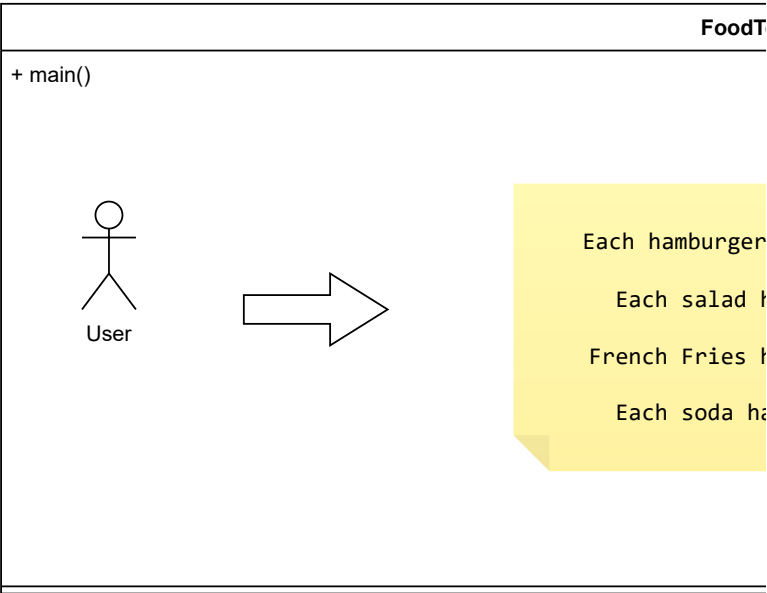 FoodT
+ main()
User
Each hamburger
Each salad h
French Fries h
Each soda ha